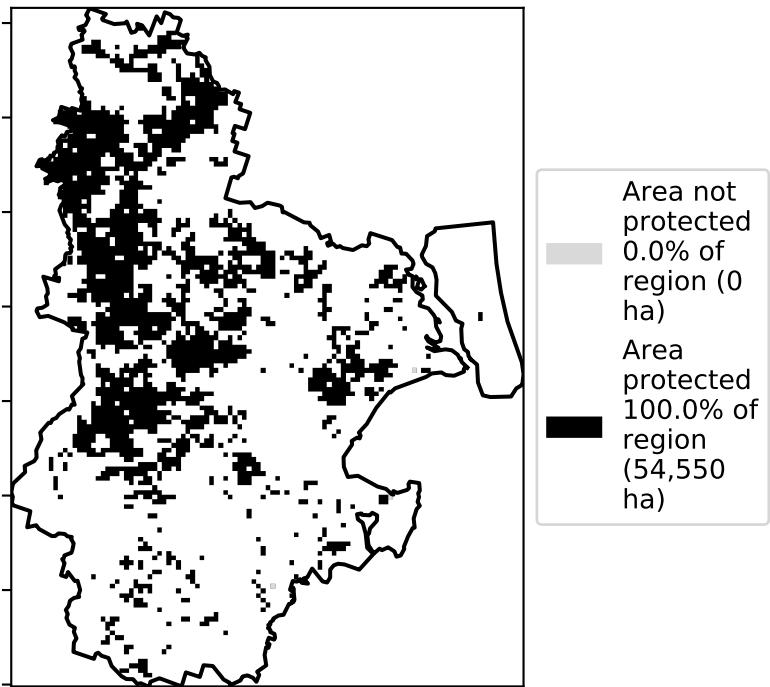 Area not
protected
0.0% of
region (0
ha)
Area
protected
100.0% of
region
(54,550
ha)